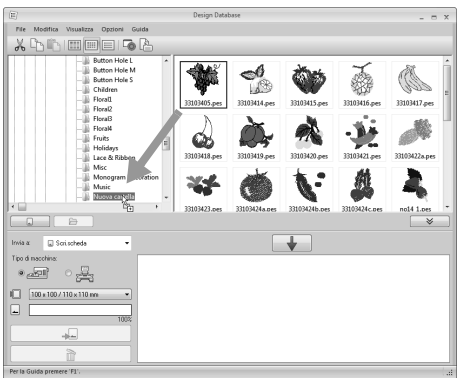 Design Database
File Modifica Visualizza Opzioni Guida
Button Hole L
Button Hole M
Button Hole S
Children
Floral1
Floral2
Floral3
Floral4
Fruits
Holidays
Lace & Ribbon
Misc
Monogram
Music
Nuova cartella
33103405.pes 33103414.pes 33103415.pes 33103416.pes 33103417.pes
33103418.pes 33103419.pes 33103420.pes 33103421.pes 33103422a.pes
33103423.pes 33103424a.pes 33103424b.pes 33103424c.pes no14_1.pes
Invia a: Scri.scheda
Tipo di macchina:
100 x 100 / 110 x 110 mm
100%
Per la Guida premere 'F1'.